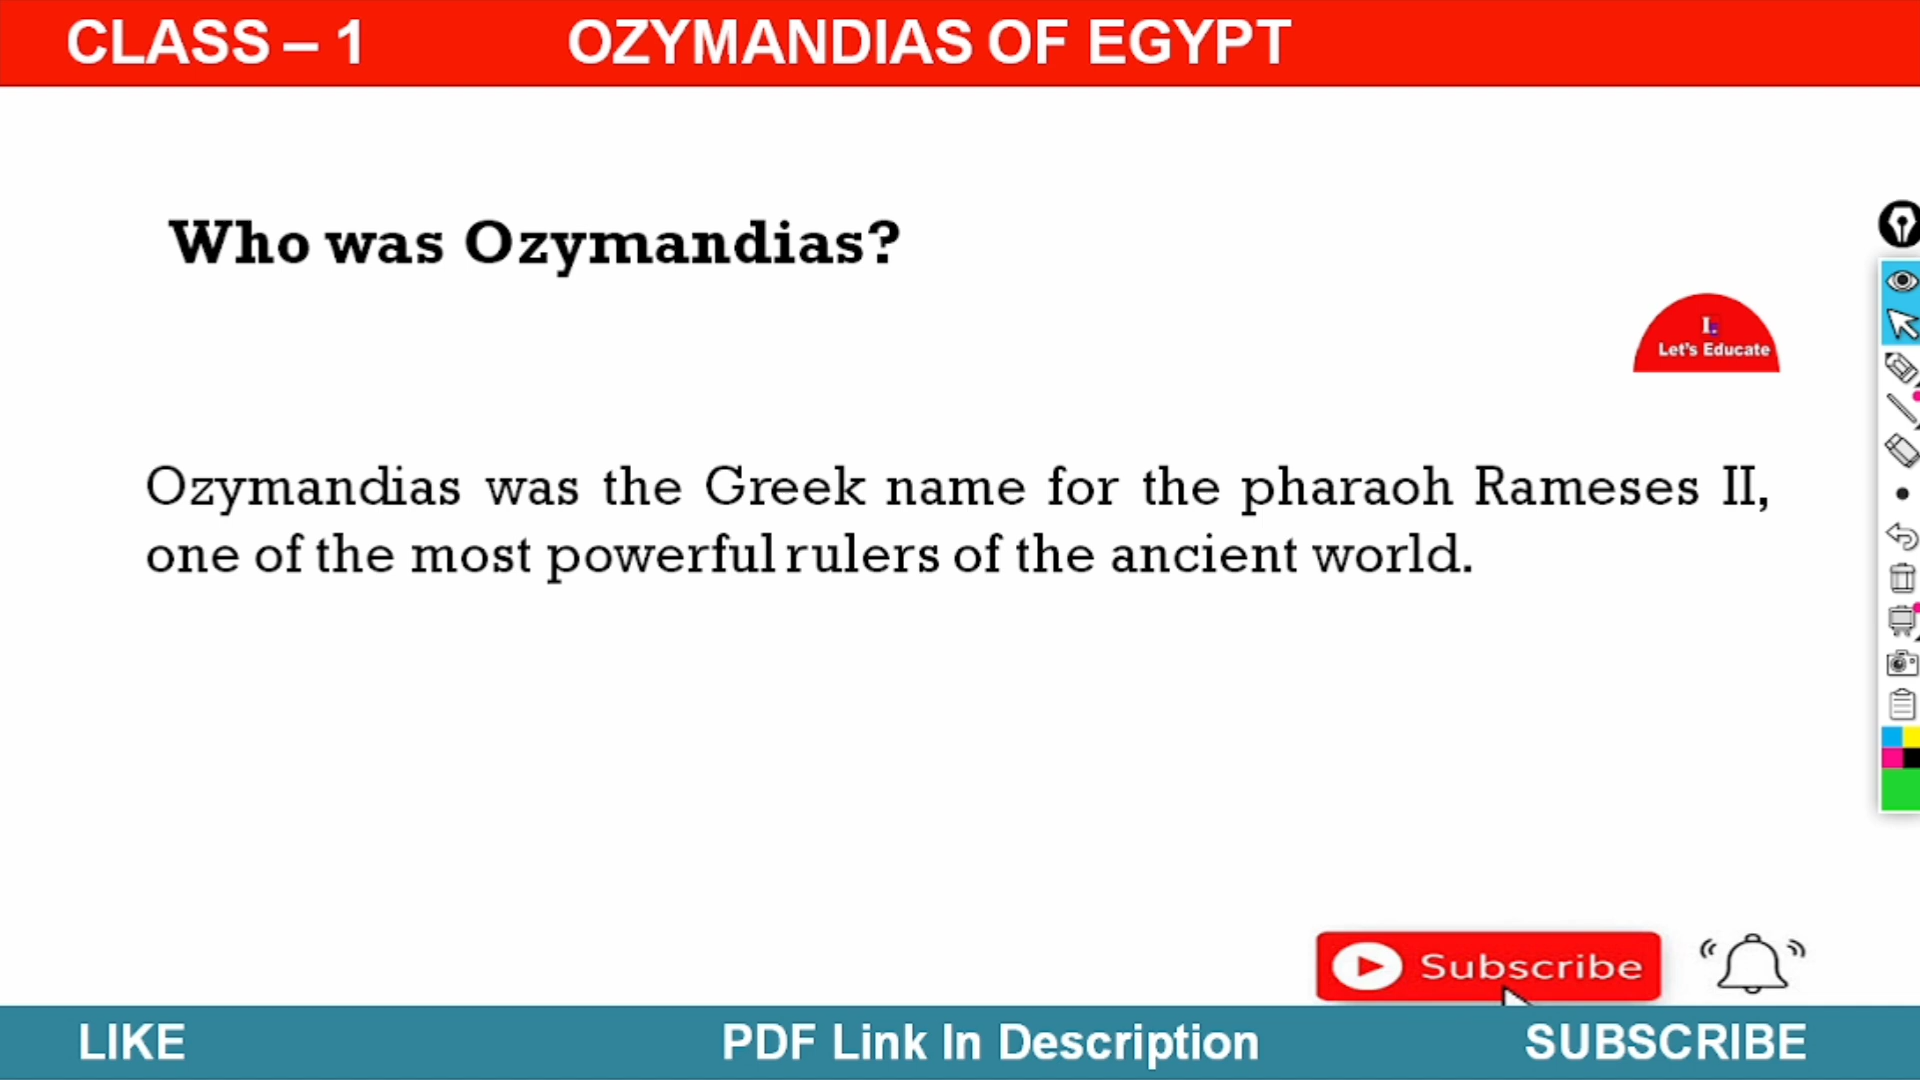 CLASS – 1 OZYMANDIAS OF EGYPT
Who was Ozymandias?
L
Let's Educate
Ozymandias was the Greek name for the pharaoh Rameses II,
one of the most powerful rulers of the ancient world.
Subscribe
LIKE PDF Link In Description SUBSCRIBE